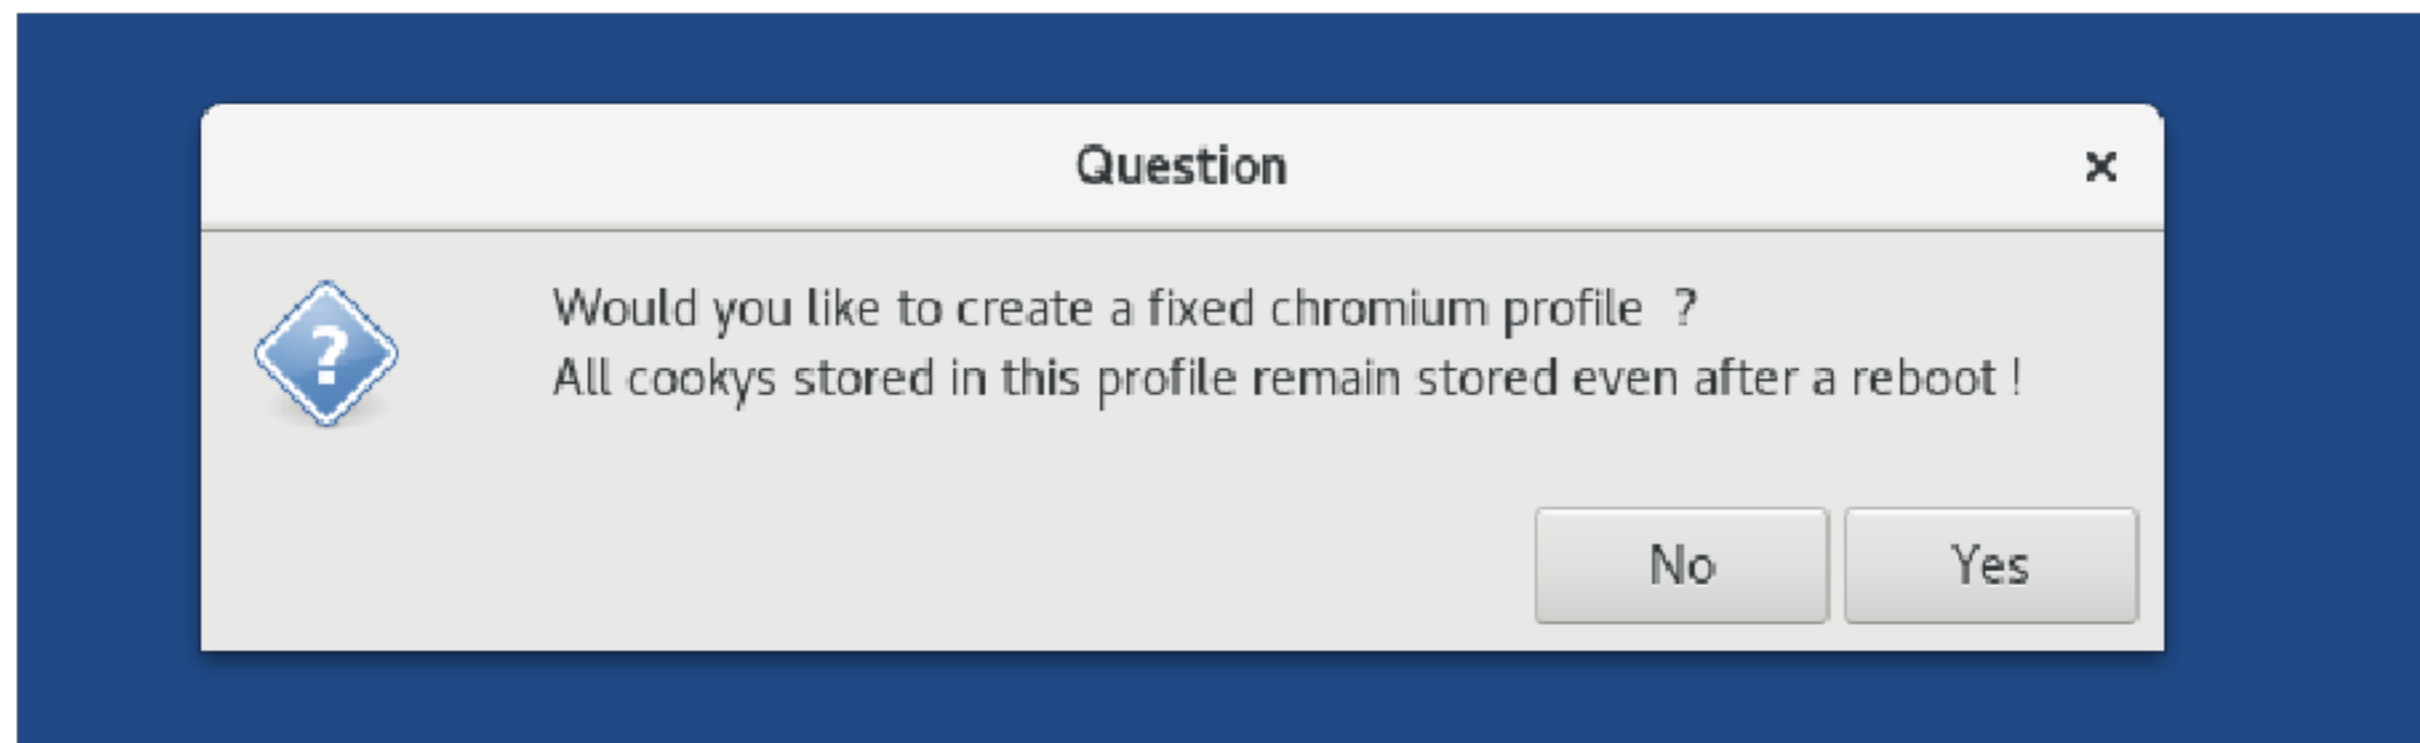 Question
Would you like to create a fixed chromium profile  ?
All cookys stored in this profile remain stored even after a reboot !
No
Yes